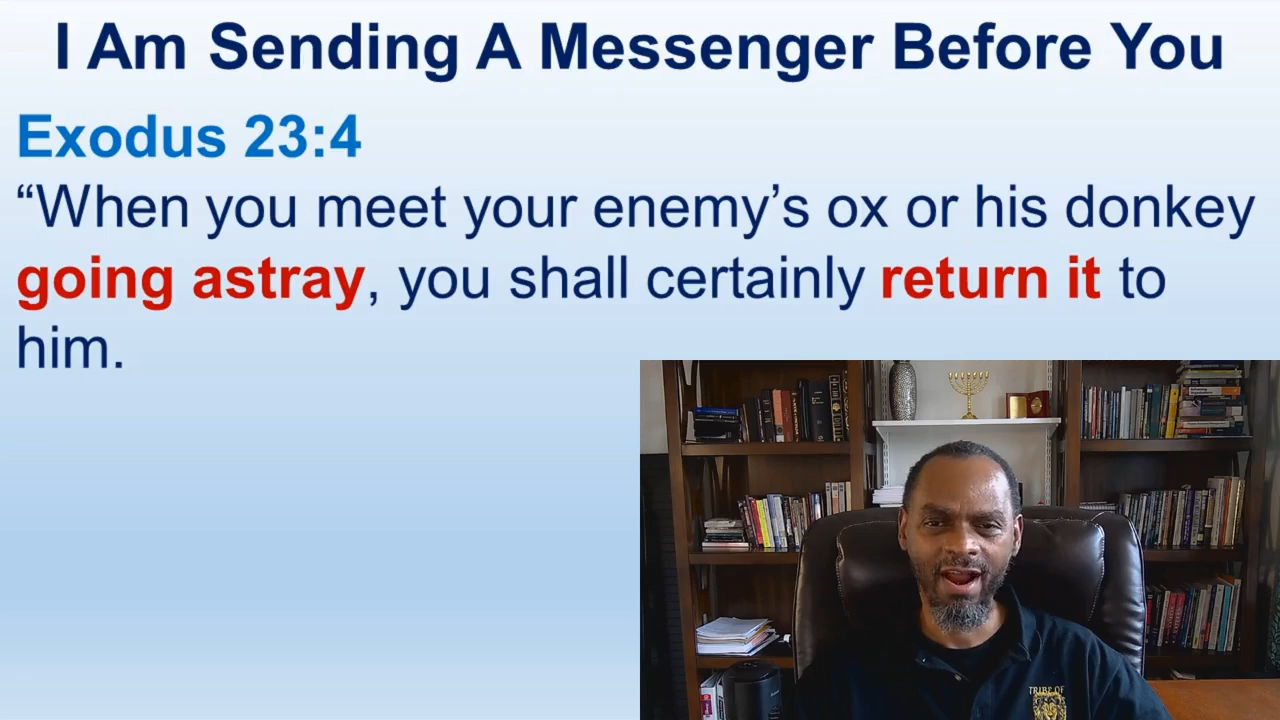 I Am Sending A Messenger Before You
Exodus 23:4
“When you meet your enemy’s ox or his donkey
going astray, you shall certainly return it to
him.
TRIBE OF